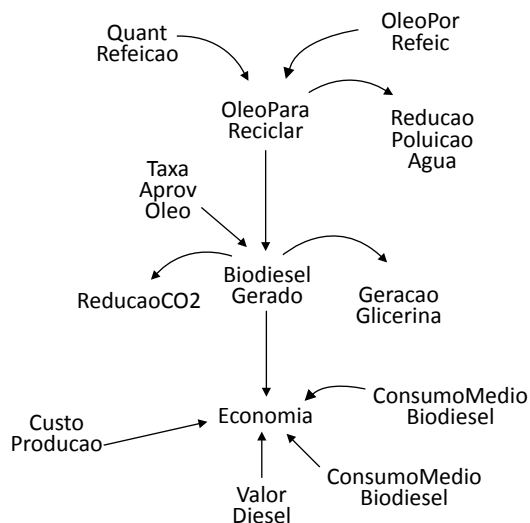 Quant
Refeicao
OleoPor
Refeic
OleoPara
Reciclar
Reducao
Poluicao
Agua
Taxa
Aprov
Oleo
Biodiesel
Gerado
ReducaoCO2
Geracao
Glicerina
ConsumoMedio
Biodiesel
Economia
Custo
Producao
ConsumoMedio
Biodiesel
Valor
Diesel